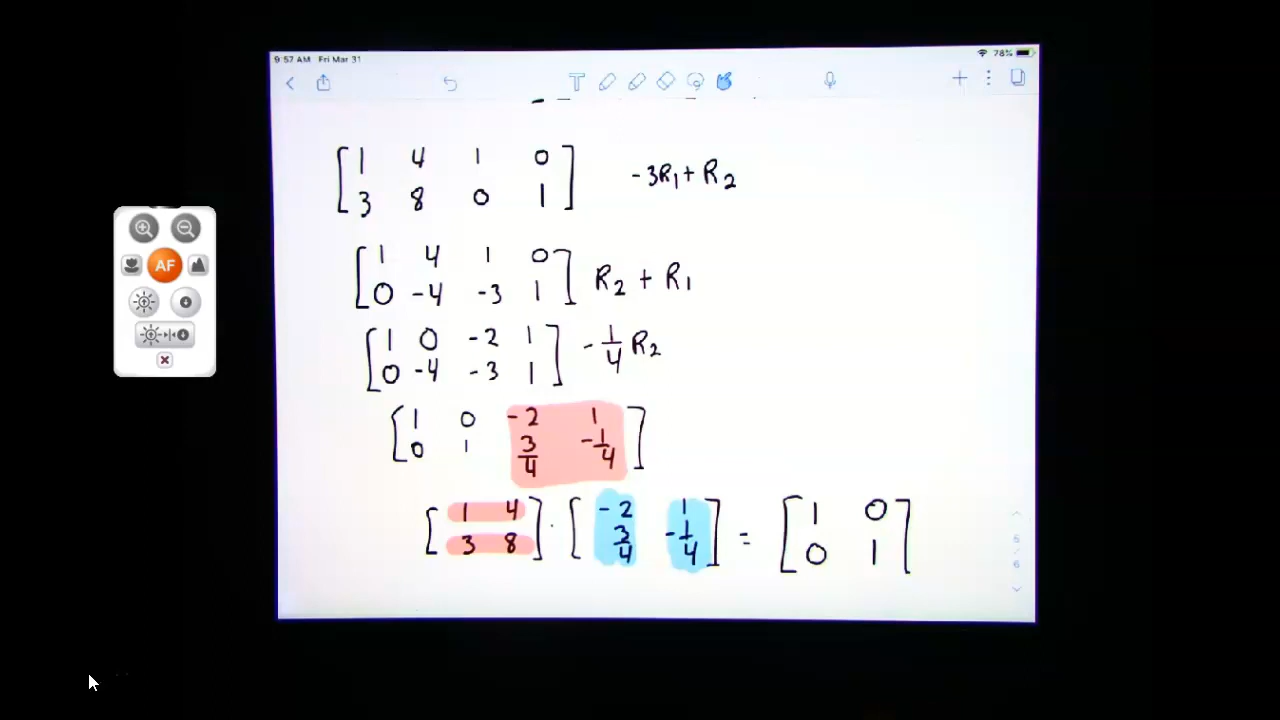 9:57 AM Fri Mar 31
78%
T
1 4 1 0
3 8 0 1
-3R₁ + R₂
1 4 1 0
0 -4 -3 1
R₂ + R₁
1 0 -2 1
0 -4 -3 1
-1/4 R₂
1 0 -2 1
0 1 3/4 -1/4
[1 4] · [-2 1] = [1 0]
[3 8] [3/4 -1/4] [0 1]
AF
6
/
6